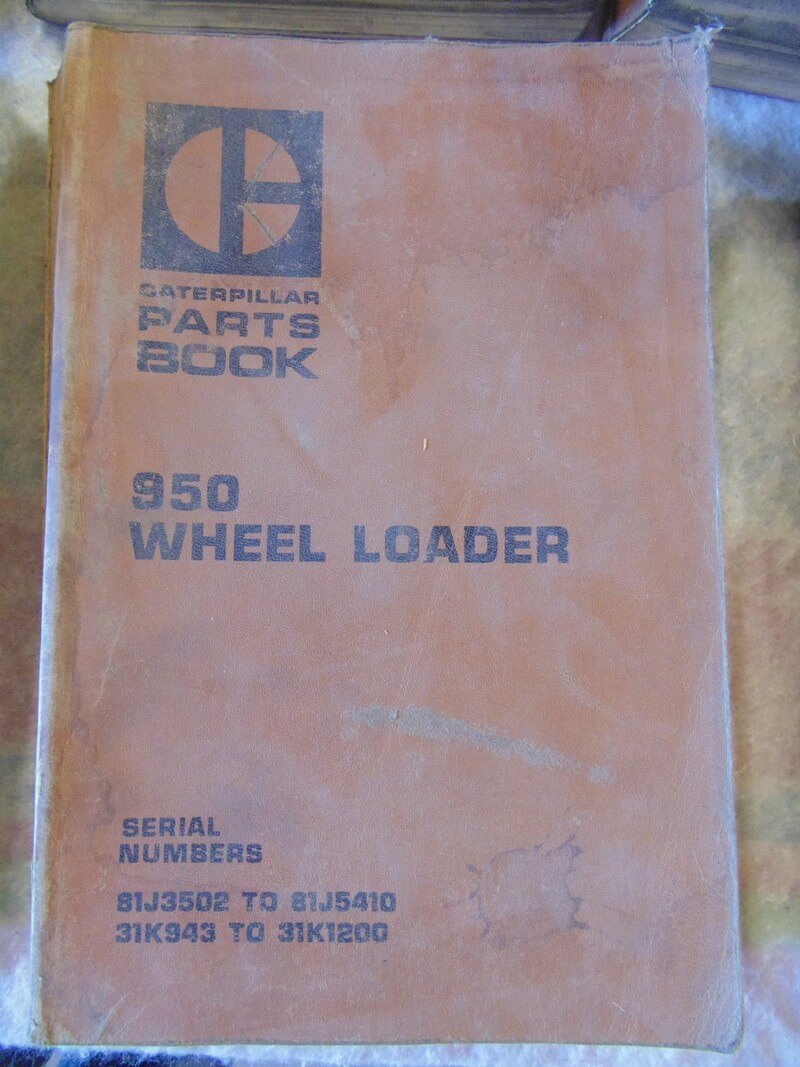 CATERPILLAR
PARTS
BOOK
950
WHEEL LOADER
SERIAL
NUMBERS
81J3502 TO 81J5410
31K943 TO 31K1200